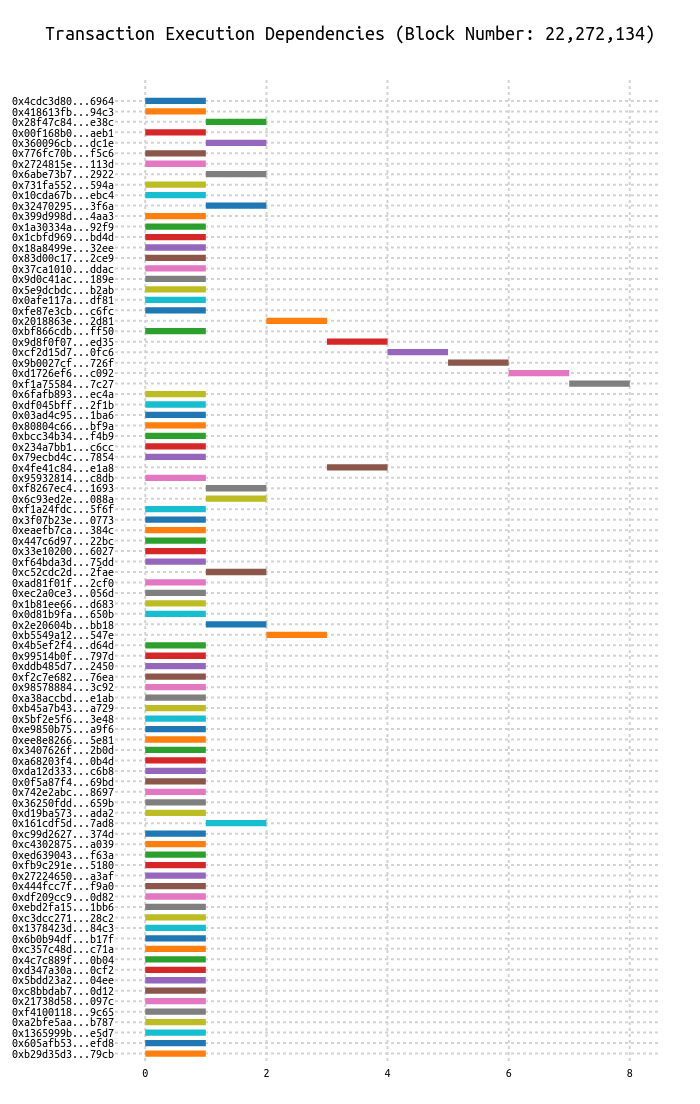 Transaction Execution Dependencies (Block Number: 22,272,134)
0x4cdc3d80...6964
0x418613fb...94c3
0x28f47c84...e38c
0x00f168b0...aeb1
0x360096cb...dc1e
0x776fc70b...f5c6
0x2724815e...113d
0x6abe73b7...2922
0x731fa552...594a
0x10cda67b...ebc4
0x32470295...3f6a
0x399d998d...4aa3
0x1a30334a...92f9
0x1cbfd969...bd4d
0x18a8499e...32ee
0x83d00c17...2ce9
0x37ca1010...ddac
0x9d0c41ac...189e
0x5e9dcbdc...b2ab
0x0afe117a...df81
0xfe87e3cb...c6fc
0x2018863e...2d81
0xbf866cdb...ff50
0x9d8f0f07...ed35
0xcf2d15d7...0fc6
0x9b0027cf...726f
0xd1726ef6...c092
0xf1a75584...7c27
0x6fafb893...ec4a
0xdf045bff...2f1b
0x03ad4c95...1ba6
0x80804c66...bf9a
0xbcc34b34...f4b9
0x234a7bb1...c6cc
0x79ecbd4c...7854
0x4fe41c84...e1a8
0x95932814...c8db
0xf8267ec4...1693
0x6c93ed2e...088a
0xf1a24fdc...5f6f
0x3f07b23e...0773
0xeaefb7ca...384c
0x447c6d97...22bc
0x33e10200...6027
0xf64bda3d...75dd
0xc52cdc2d...2fae
0xad81f01f...2cf0
0xec2a0ce3...056d
0x1b81ee66...d683
0x0d81b9fa...650b
0x2e20604b...bb18
0xb5549a12...547e
0x4b5ef2f4...d64d
0x99514b0f...797d
0xddb485d7...2450
0xf2c7e682...76ea
0x98578884...3c92
0xa38accbd...e1ab
0xb45a7b43...a729
0x5bf2e5f6...3e48
0xe9850b75...a9f6
0xee8e8266...5e81
0x3407626f...2b0d
0xa68203f4...0b4d
0xda12d333...c6b8
0x0f5a87f4...69bd
0x742e2abc...8697
0x36250fdd...659b
0xd19ba573...ada2
0x161cdf5d...7ad8
0xc99d2627...374d
0xc4302875...a039
0xed639043...f63a
0xfb9c291e...5180
0x27224650...a3af
0x444fcc7f...f9a0
0xdf209cc9...0d82
0xebd2fa15...1bb6
0xc3dcc271...28c2
0x1378423d...84c3
0x6b0b94df...b17f
0xc357c48d...c71a
0x4c7c889f...0b04
0xd347a30a...0cf2
0x5bdd23a2...04ee
0xc8bbdab7...0d12
0x21738d58...097c
0xf4100118...9c65
0xa2bfe5aa...b787
0x1365999b...e5d7
0x605afb53...efd8
0xb29d35d3...79cb
0 2 4 6 8